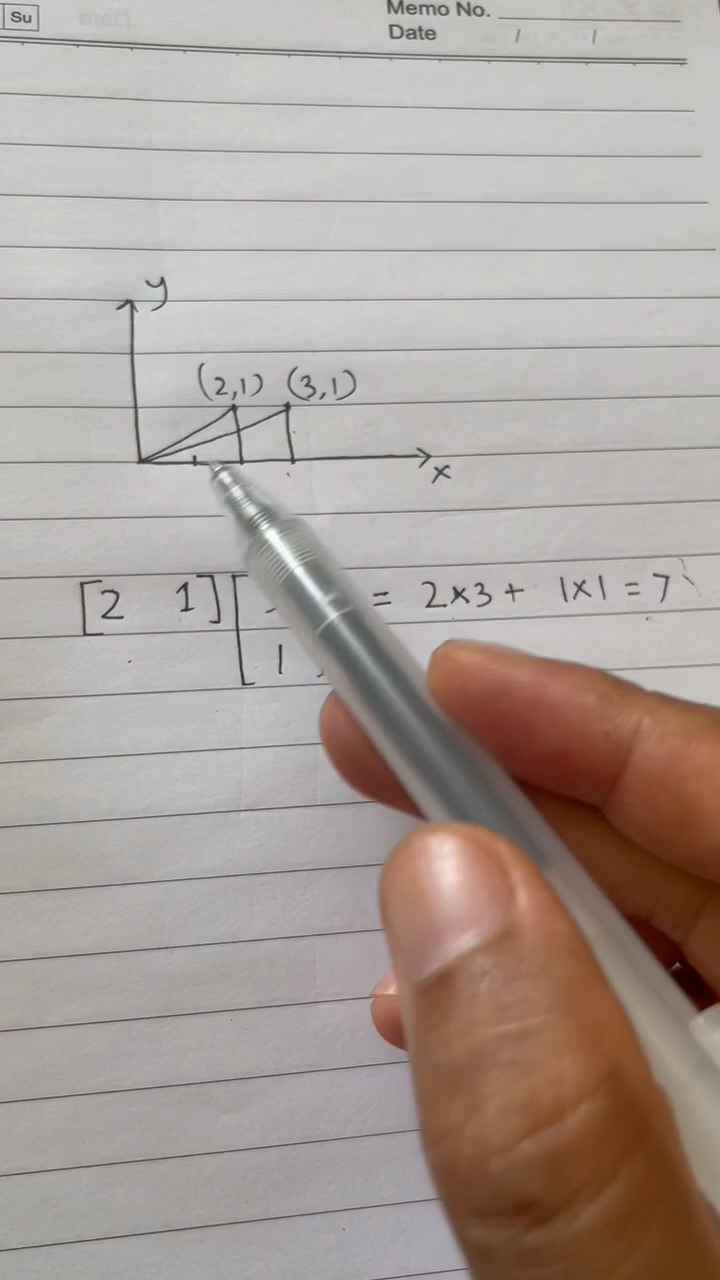 Su
Memo No.
Date / /
y
(2,1) (3,1)
x
[2 1][ = 2×3 + 1×1 = 7
1